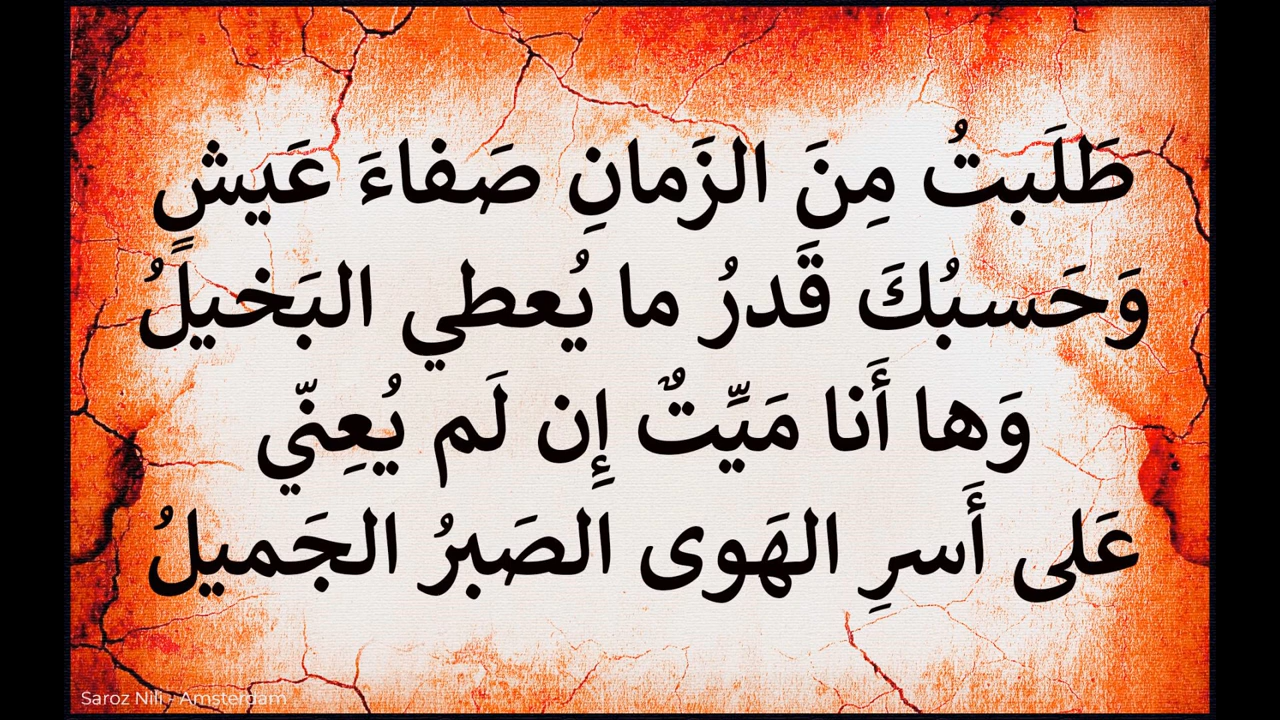 طَلَبتُ مِنَ الزَمانِ صَفاءَ عَيشٍ
وَحَسبُكَ قَدرُ ما يُعطي البَخيلُ
وَها أَنا مَيِّتٌ إِن لَم يُعِنّي
عَلى أَسرِ الهَوى الصَبرُ الجَميلُ
Saroz Nili - Amsterdam